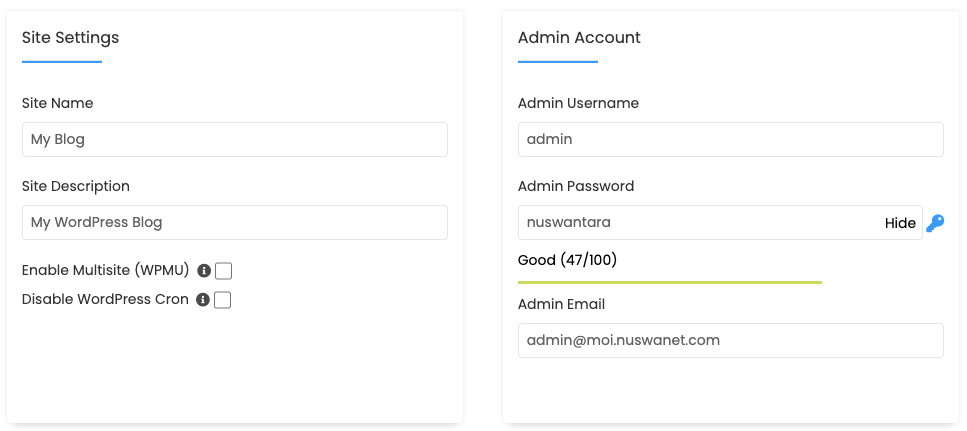 Site Settings
Site Name
My Blog
Site Description
My WordPress Blog
Enable Multisite (WPMU)
Disable WordPress Cron
Admin Account
Admin Username
admin
Admin Password
nuswantara Hide
Good (47/100)
Admin Email
admin@moi.nuswanet.com